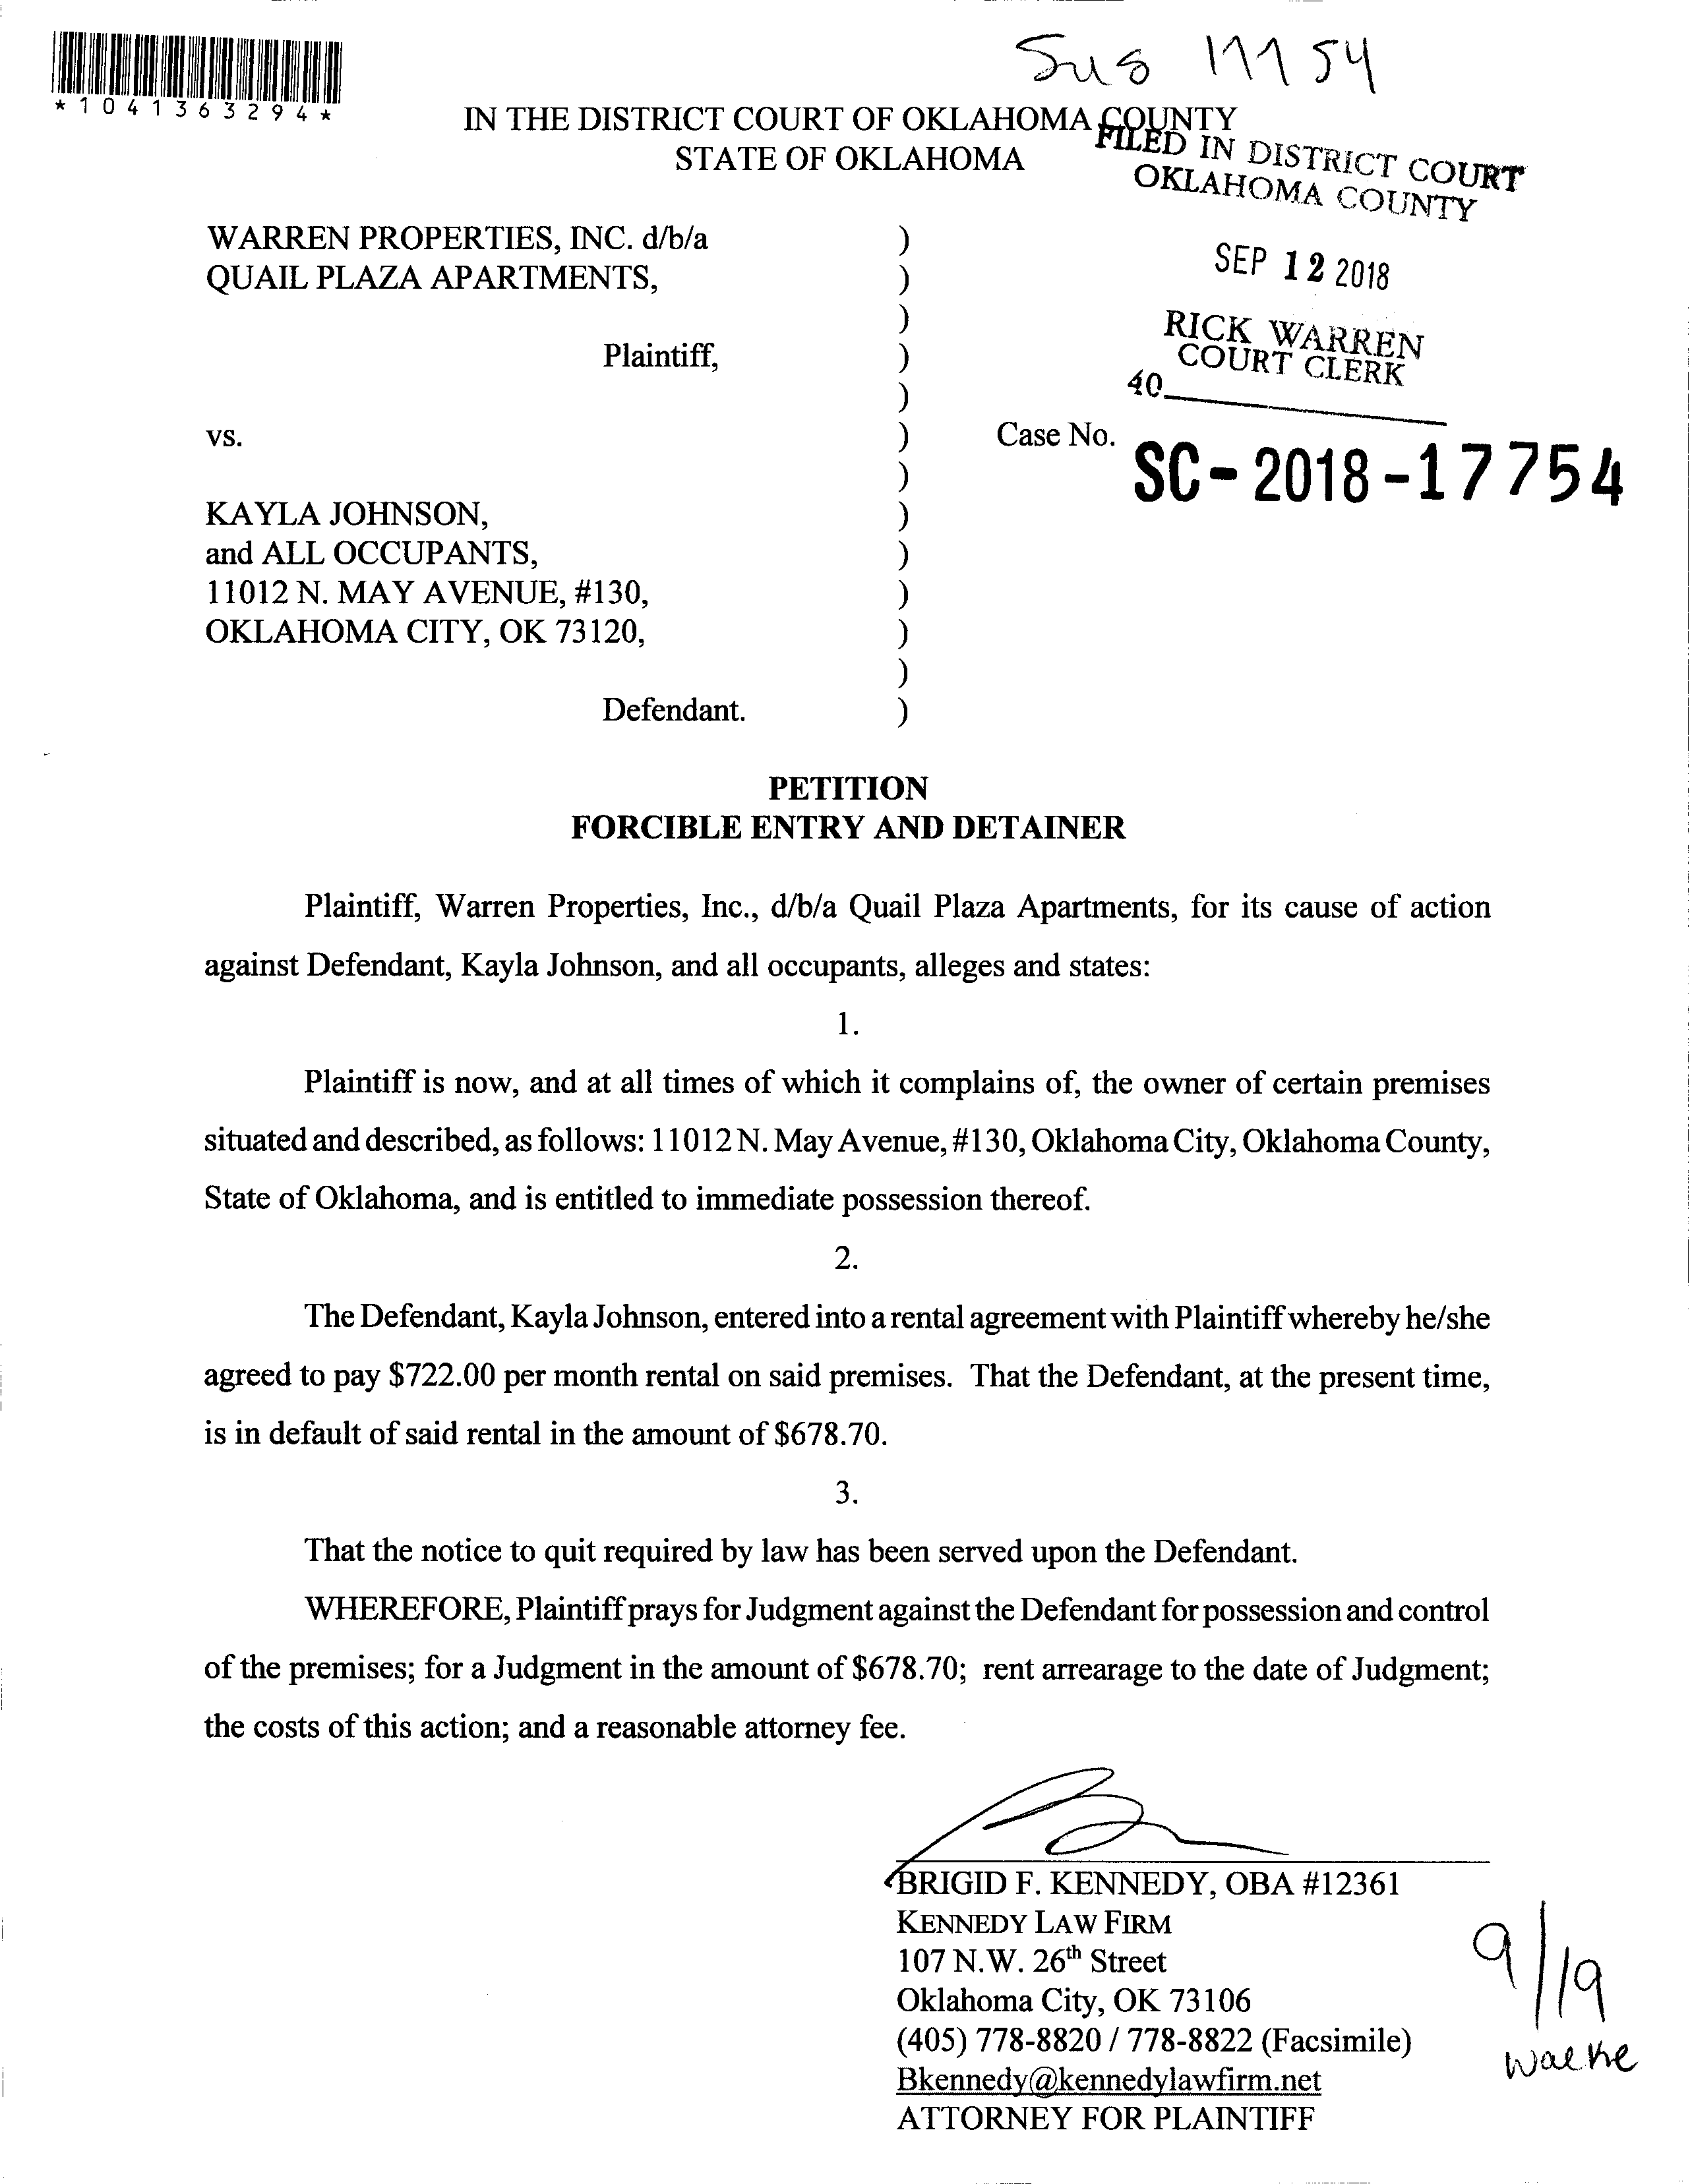 *1041363294*
Sus 17754
IN THE DISTRICT COURT OF OKLAHOMA COUNTY
STATE OF OKLAHOMA
FILED IN DISTRICT COURT
OKLAHOMA COUNTY
SEP 12 2018
RICK WARREN
COURT CLERK
40
WARREN PROPERTIES, INC. d/b/a )
QUAIL PLAZA APARTMENTS, )
)
Plaintiff, )
)
vs. ) Case No. SC-2018-17754
)
KAYLA JOHNSON, )
and ALL OCCUPANTS, )
11012 N. MAY AVENUE, #130, )
OKLAHOMA CITY, OK 73120, )
)
Defendant. )
PETITION
FORCIBLE ENTRY AND DETAINER
Plaintiff, Warren Properties, Inc., d/b/a Quail Plaza Apartments, for its cause of action
against Defendant, Kayla Johnson, and all occupants, alleges and states:
1.
Plaintiff is now, and at all times of which it complains of, the owner of certain premises
situated and described, as follows: 11012 N. May Avenue, #130, Oklahoma City, Oklahoma County,
State of Oklahoma, and is entitled to immediate possession thereof.
2.
The Defendant, Kayla Johnson, entered into a rental agreement with Plaintiff whereby he/she
agreed to pay $722.00 per month rental on said premises. That the Defendant, at the present time,
is in default of said rental in the amount of $678.70.
3.
That the notice to quit required by law has been served upon the Defendant.
WHEREFORE, Plaintiff prays for Judgment against the Defendant for possession and control
of the premises; for a Judgment in the amount of $678.70; rent arrearage to the date of Judgment;
the costs of this action; and a reasonable attorney fee.
BRIGID F. KENNEDY, OBA #12361
KENNEDY LAW FIRM
107 N.W. 26th Street
Oklahoma City, OK 73106
(405) 778-8820 / 778-8822 (Facsimile)
Bkennedy@kennedylawfirm.net
ATTORNEY FOR PLAINTIFF
9/19